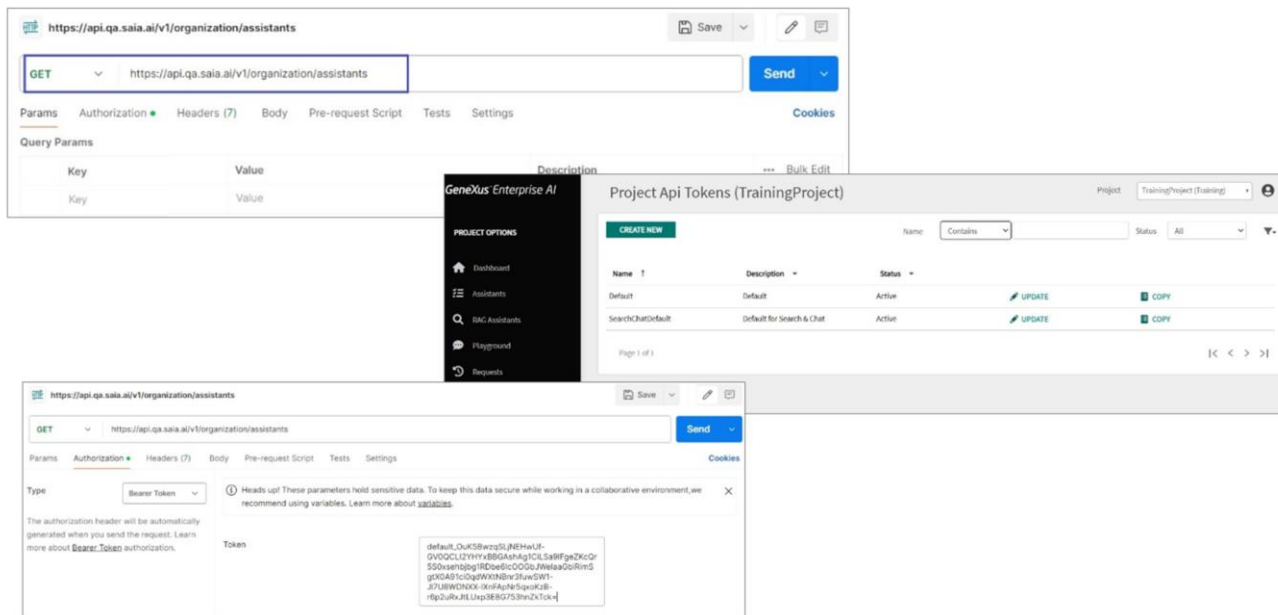 https://api.qa.saia.ai/v1/organization/assistants
Save
GET https://api.qa.saia.ai/v1/organization/assistants Send
Params Authorization Headers (7) Body Pre-request Script Tests Settings Cookies
Query Params
Key Value Description ••• Bulk Edit
Key Value
GeneXus Enterprise AI
Project Api Tokens (TrainingProject) Project TrainingProject (Training)
PROJECT OPTIONS
CREATE NEW Name Contains Status All
Dashboard
Assistants
RAG Assistants
Playground
Requests
Name Description Status
Default Default Active UPDATE COPY
SearchChatDefault Default for Search & Chat Active UPDATE COPY
Page 1 of 1
https://api.qa.saia.ai/v1/organization/assistants
Save
GET https://api.qa.saia.ai/v1/organization/assistants Send
Params Authorization Headers (7) Body Pre-request Script Tests Settings Cookies
Type Bearer Token
Heads up! These parameters hold sensitive data. To keep this data secure while working in a collaborative environment,we
recommend using variables. Learn more about variables.
The authorization header will be automatically
generated when you send the request. Learn
more about Bearer Token authorization.
Token